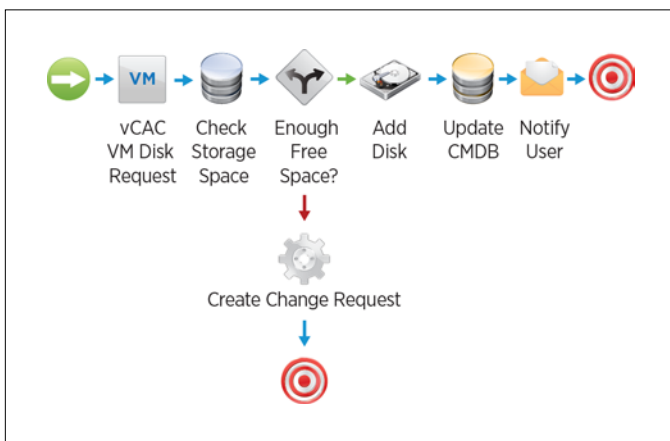 VM
vCAC
VM Disk
Request
Check
Storage
Space
Enough
Free
Space?
Add
Disk
Update
CMDB
Notify
User
Create Change Request